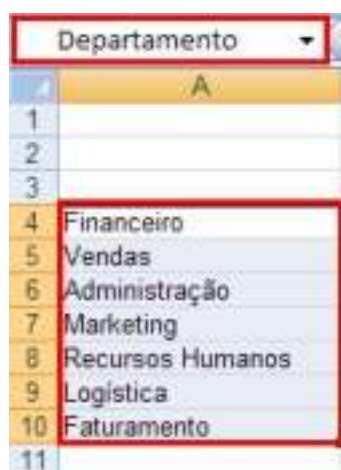 Departamento
A
1
2
3
4 Financeiro
5 Vendas
6 Administração
7 Marketing
8 Recursos Humanos
9 Logística
10 Faturamento
11